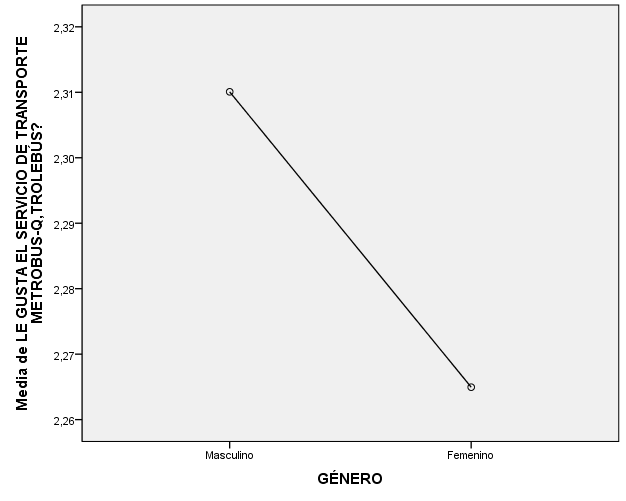 Media de LE GUSTA EL SERVICIO DE TRANSPORTE
METROBUS-Q,TROLEBÚS?
2,32
2,31
2,30
2,29
2,28
2,27
2,26
Masculino
Femenino
GÉNERO